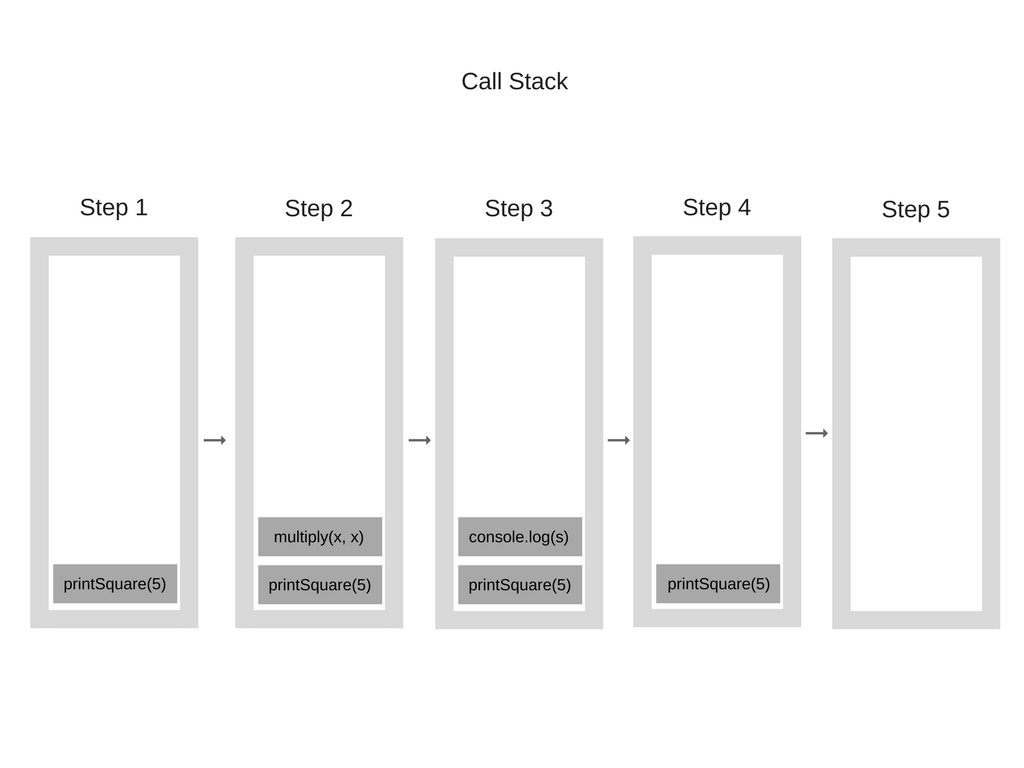 Call Stack
Step 1
Step 2
Step 3
Step 4
Step 5
printSquare(5)
multiply(x, x)
printSquare(5)
console.log(s)
printSquare(5)
printSquare(5)